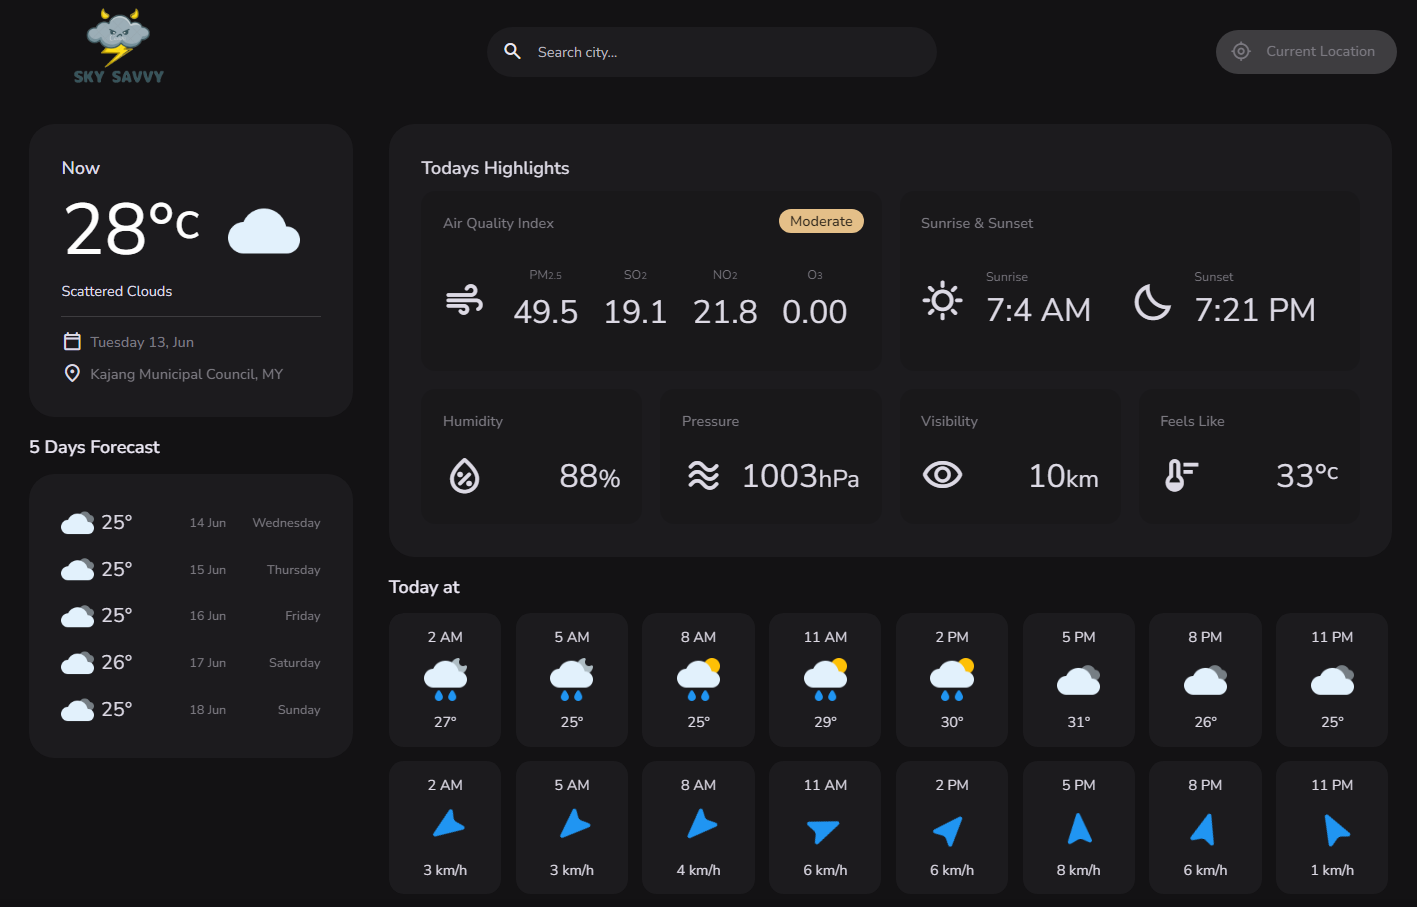 SKY SAVVY
Search city...
Current Location
Now
28°c
Scattered Clouds
Tuesday 13, Jun
Kajang Municipal Council, MY
5 Days Forecast
25° 14 Jun Wednesday
25° 15 Jun Thursday
25° 16 Jun Friday
26° 17 Jun Saturday
25° 18 Jun Sunday
Todays Highlights
Air Quality Index Moderate
PM2.5 SO2 NO2 O3
49.5 19.1 21.8 0.00
Sunrise & Sunset
Sunrise Sunset
7:4 AM 7:21 PM
Humidity
88%
Pressure
1003hPa
Visibility
10km
Feels Like
33°c
Today at
2 AM 5 AM 8 AM 11 AM 2 PM 5 PM 8 PM 11 PM
27° 25° 25° 29° 30° 31° 26° 25°
2 AM 5 AM 8 AM 11 AM 2 PM 5 PM 8 PM 11 PM
3 km/h 3 km/h 4 km/h 6 km/h 6 km/h 8 km/h 6 km/h 1 km/h